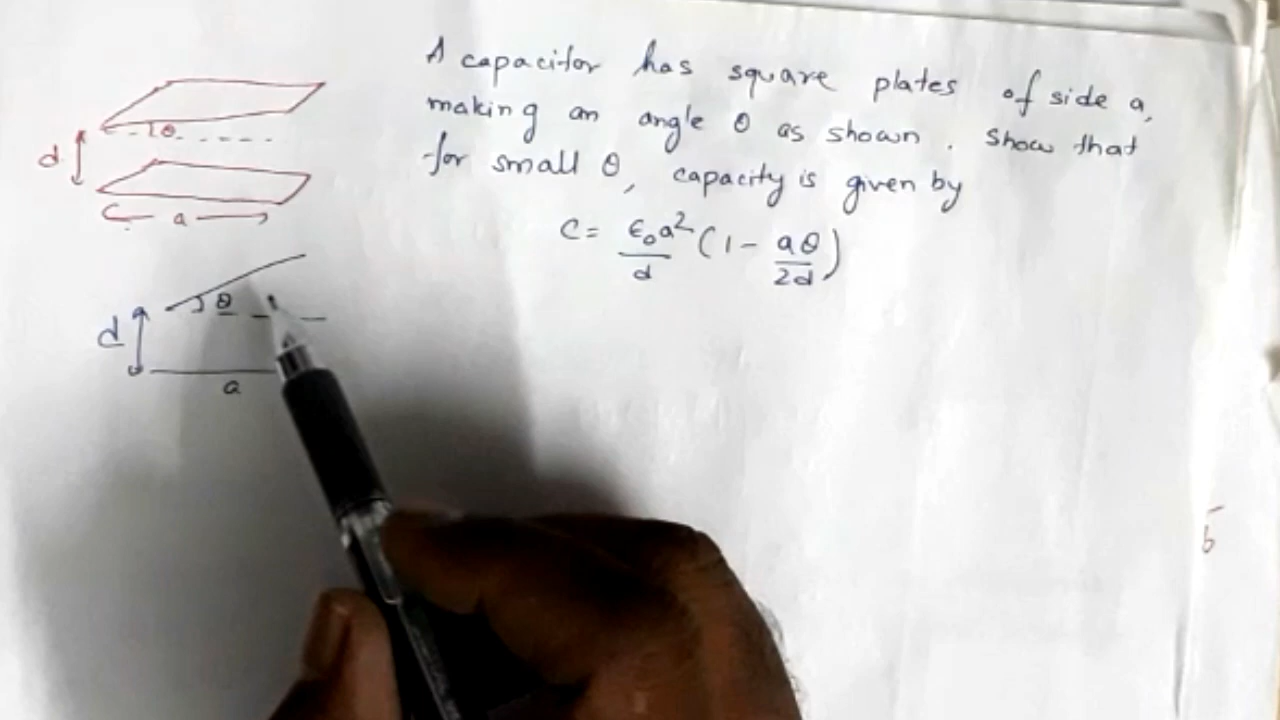 A capacitor has square plates of side a,
making an angle θ as shown. Show that
for small θ, capacity is given by
C = ε₀a²/d (1 - aθ/2d)
θ
d
a
θ
d
a
5